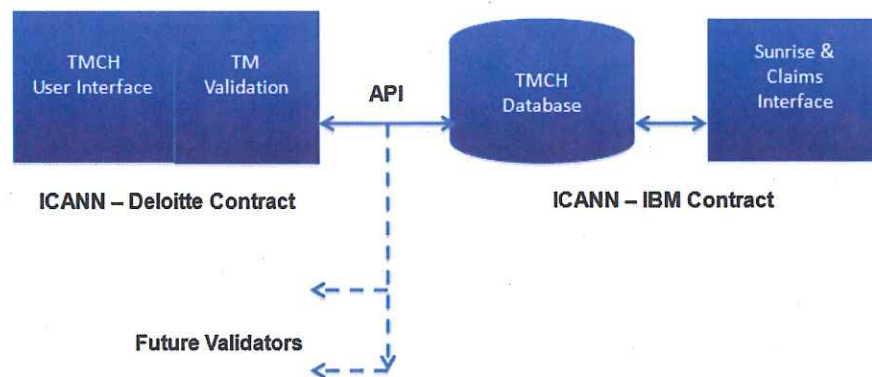 TMCH
User Interface
TM
Validation
API
TMCH
Database
Sunrise &
Claims
Interface
ICANN – Deloitte Contract
ICANN – IBM Contract
Future Validators